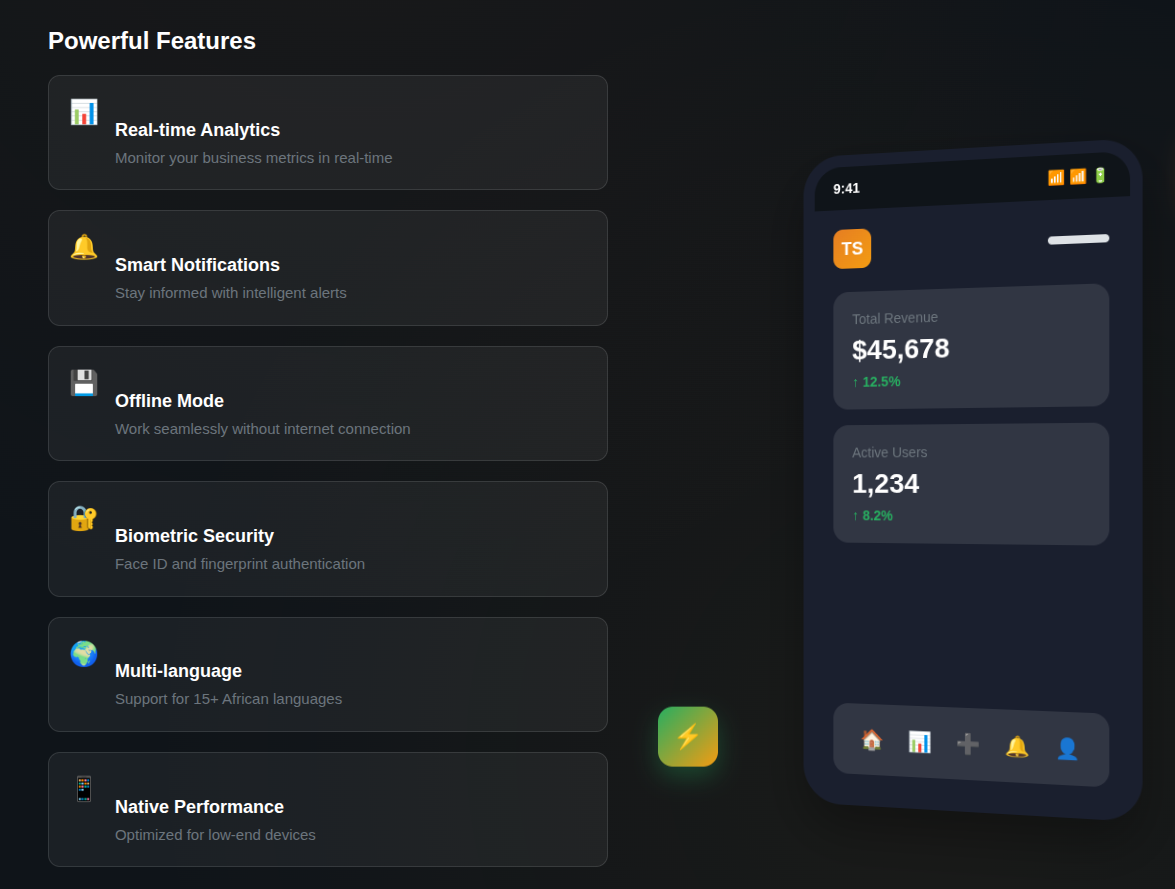 Powerful Features
Real-time Analytics
Monitor your business metrics in real-time
Smart Notifications
Stay informed with intelligent alerts
Offline Mode
Work seamlessly without internet connection
Biometric Security
Face ID and fingerprint authentication
Multi-language
Support for 15+ African languages
Native Performance
Optimized for low-end devices
9:41
TS
Total Revenue
$45,678
↑ 12.5%
Active Users
1,234
↑ 8.2%